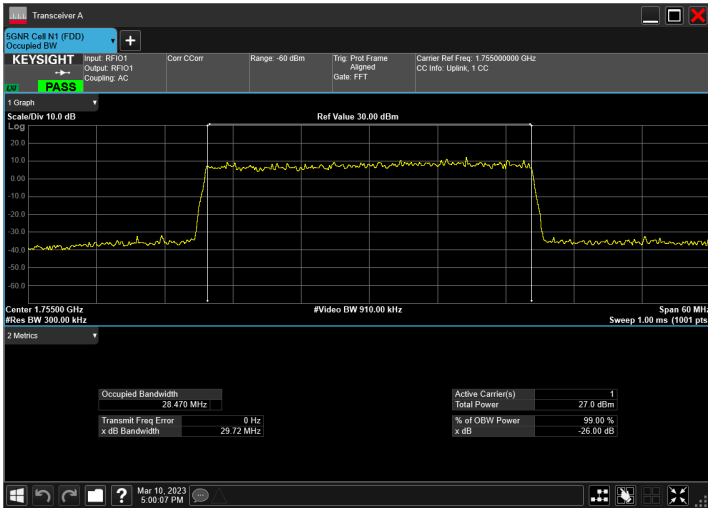 Transceiver A
5GNR Cell N1 (FDD)
Occupied BW
KEYSIGHT
PASS
Input: RFIO1
Output: RFIO1
Coupling: AC
Corr CCorr
Range: -60 dBm
Trig: Prot Frame
Aligned
Gate: FFT
Carrier Ref Freq: 1.755000000 GHz
CC Info: Uplink, 1 CC
1 Graph
Scale/Div 10.0 dB
Ref Value 30.00 dBm
Log
20.0
10.0
0.00
-10.0
-20.0
-30.0
-40.0
-50.0
-60.0
Center 1.75500 GHz
#Video BW 910.00 kHz
Span 60 MHz
#Res BW 300.00 kHz
Sweep 1.00 ms (1001 pts
2 Metrics
Occupied Bandwidth
28.470 MHz
Transmit Freq Error 0 Hz
x dB Bandwidth 29.72 MHz
Active Carrier(s) 1
Total Power 27.0 dBm
% of OBW Power 99.00 %
x dB -26.00 dB
Mar 10, 2023
5:00:07 PM